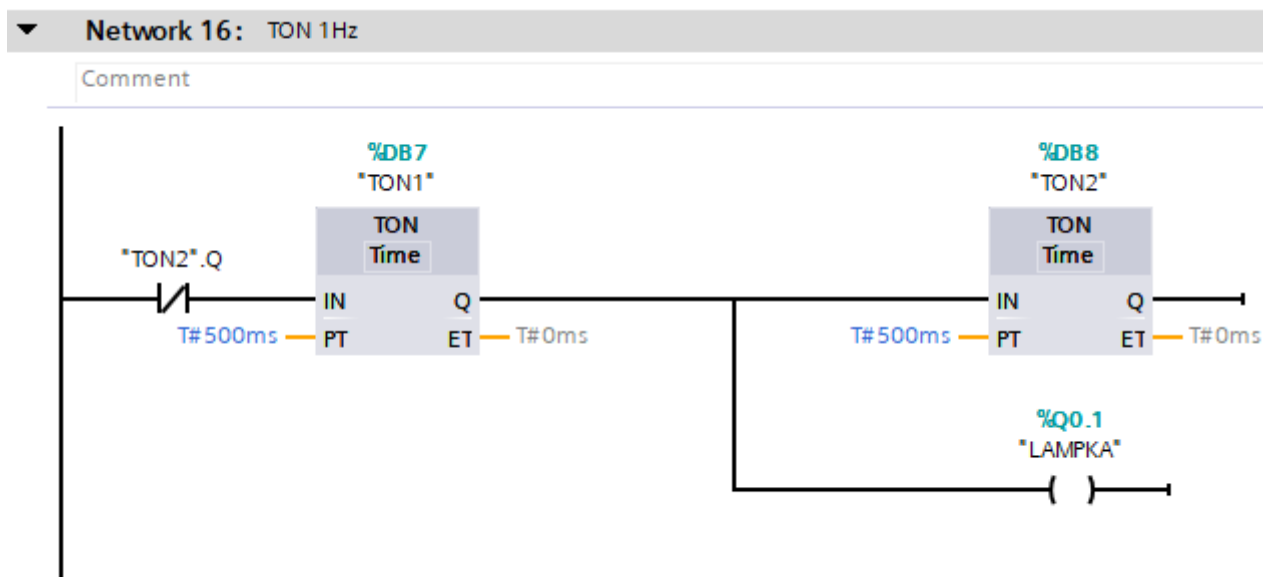 Network 16: TON 1Hz
Comment
%DB7
"TON1"
TON
Time
"TON2".Q
IN
Q
T#500ms
PT
ET
T#0ms
%DB8
"TON2"
TON
Time
IN
Q
T#500ms
PT
ET
T#0ms
%Q0.1
"LAMPKA"